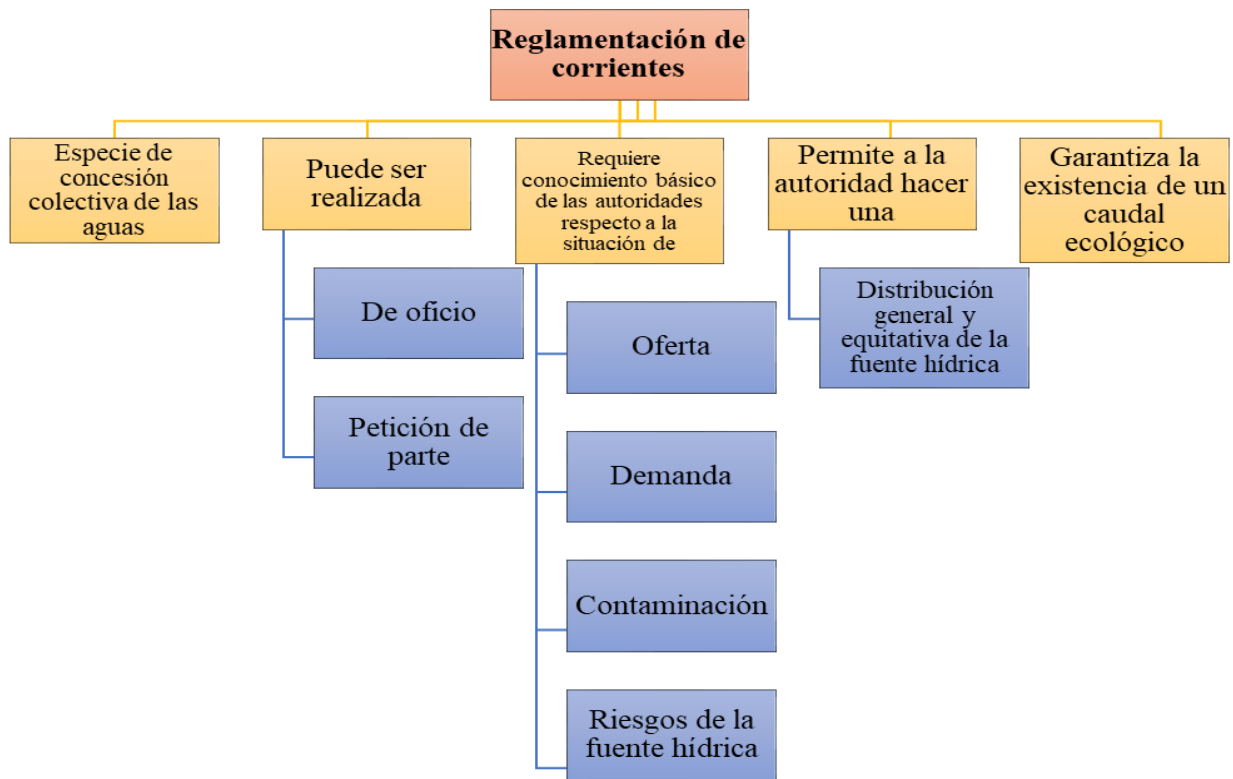 Reglamentación de
corrientes
Especie de
concesión
colectiva de las
aguas
Puede ser
realizada
De oficio
Petición de
parte
Requiere
conocimiento básico
de las autoridades
respecto a la
situación de
Oferta
Demanda
Contaminación
Riesgos de la
fuente hídrica
Permite a la
autoridad hacer
una
Distribución
general y
equitativa de la
fuente hídrica
Garantiza la
existencia de un
caudal
ecológico